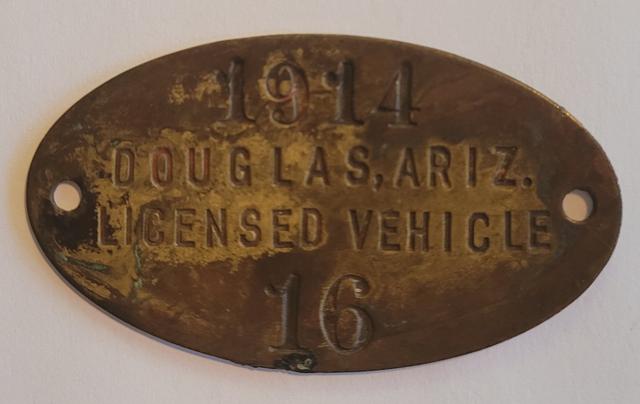 1914
DOUGLAS, ARIZ.
LICENSED VEHICLE
16